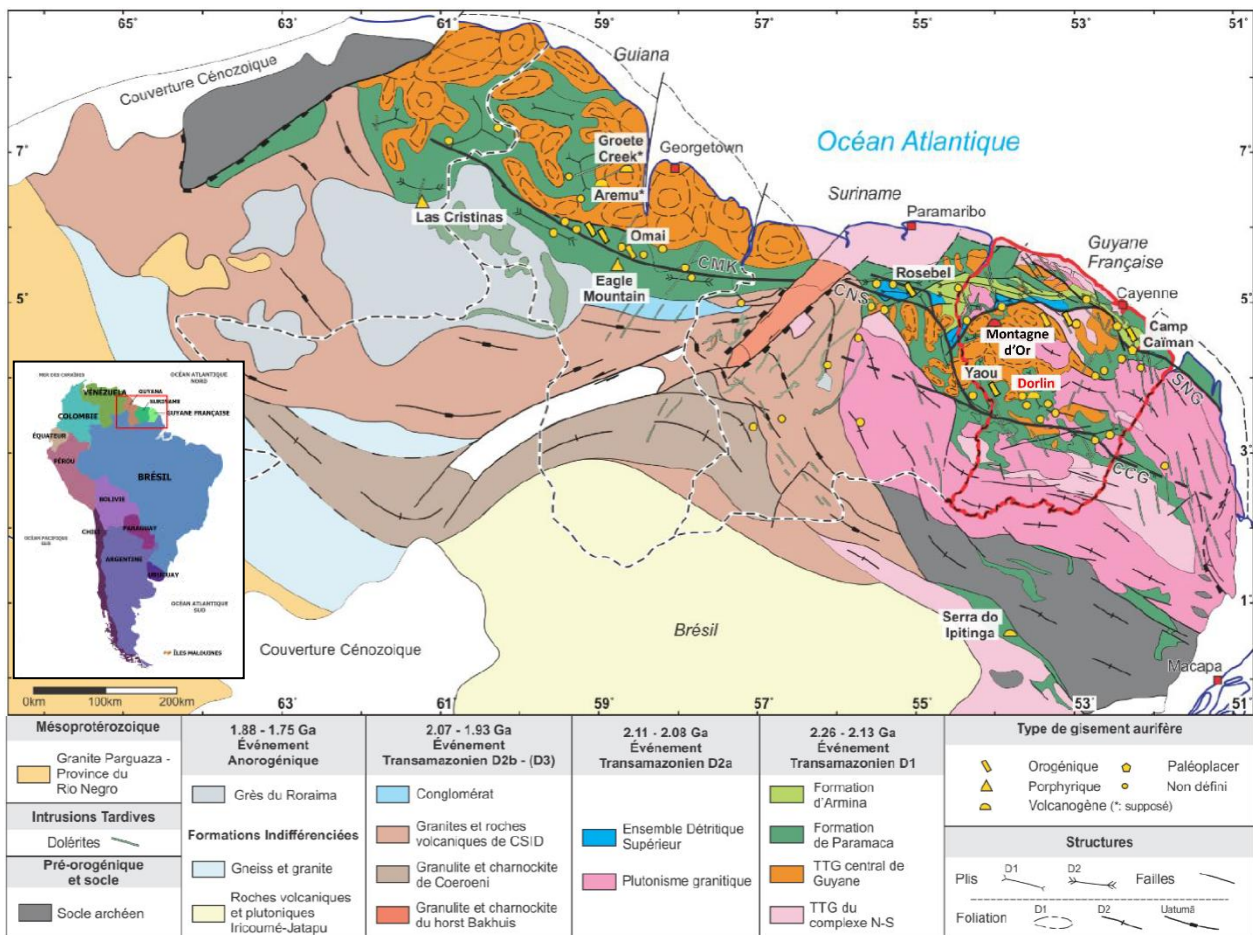 65° 63° 61° 59° 57° 55° 53° 51°
Couverture Cénozoique
Guiana
Océan Atlantique
7° 7°
Groete
Creek*
Georgetown
Aremu*
Suriname
Las Cristinas
Paramaribo
Omai
Guyane
Française
CMK
Rosebel
Eagle
Mountain
CNS
Cayenne
5° 5°
Camp
Caïman
Montagne
d'Or
Yaou
Dorlin
SNG
3°
CCG
1°
Serra do
Ipitinga
Brésil
Couverture Cénozoique
Macapa
MER DES CARAÏBES
OCÉAN ATLANTIQUE
NORD
VENEZUELA
GUYANA
SURINAME
GUYANE FRANÇAISE
COLOMBIE
ÉQUATEUR
PÉROU
BRÉSIL
BOLIVIE
PARAGUAY
CHILI
OCÉAN PACIFIQUE
SUD
ARGENTINE
URUGUAY
OCÉAN ATLANTIQUE
SUD
ÎLES MALOUINES
0km 100km 200km
63° 61° 59° 57° 55° 53° 51°
Mésoprotérozoique
Granite Parguaza -
Province du
Rio Negro
Intrusions Tardives
Dolérites
Pré-orogénique
et socle
Socle archéen
1.88 - 1.75 Ga
Événement
Anorogénique
Grès du Roraima
Formations Indifférenciées
Gneiss et granite
Roches volcaniques
et plutoniques
Iricoumé-Jatapu
2.07 - 1.93 Ga
Événement
Transamazonien D2b - (D3)
Conglomérat
Granites et roches
volcaniques de CSID
Granulite et charnockite
de Coeroeni
Granulite et charnockite
du horst Bakhuis
2.11 - 2.08 Ga
Événement
Transamazonien D2a
Ensemble Détritique
Supérieur
Plutonisme granitique
2.26 - 2.13 Ga
Événement
Transamazonien D1
Formation
d'Armina
Formation
de Paramaca
TTG central de
Guyane
TTG du
complexe N-S
Type de gisement aurifère
Orogénique Paléoplacer
Porphyrique Non défini
Volcanogène (*: supposé)
Structures
Plis D1 D2 Failles
Foliation D1 D2 Uatumã